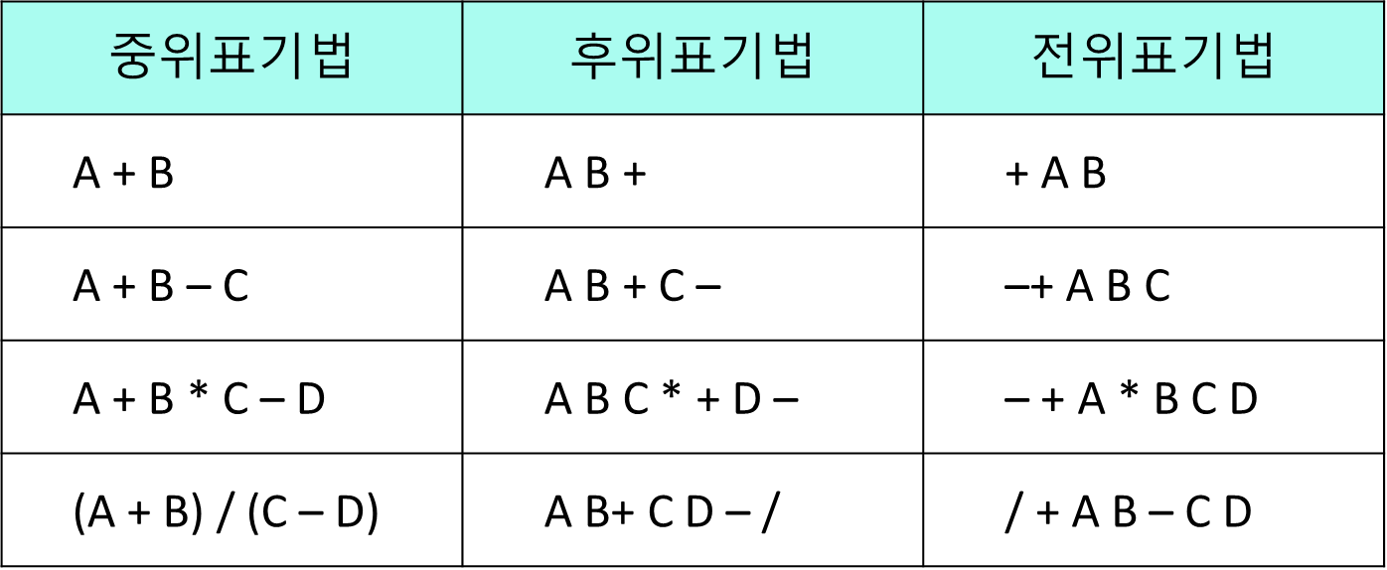 중위표기법 후위표기법 전위표기법
A + B A B + + A B
A + B – C A B + C – –+ A B C
A + B * C – D A B C * + D – – + A * B C D
(A + B) / (C – D) A B+ C D – / / + A B – C D